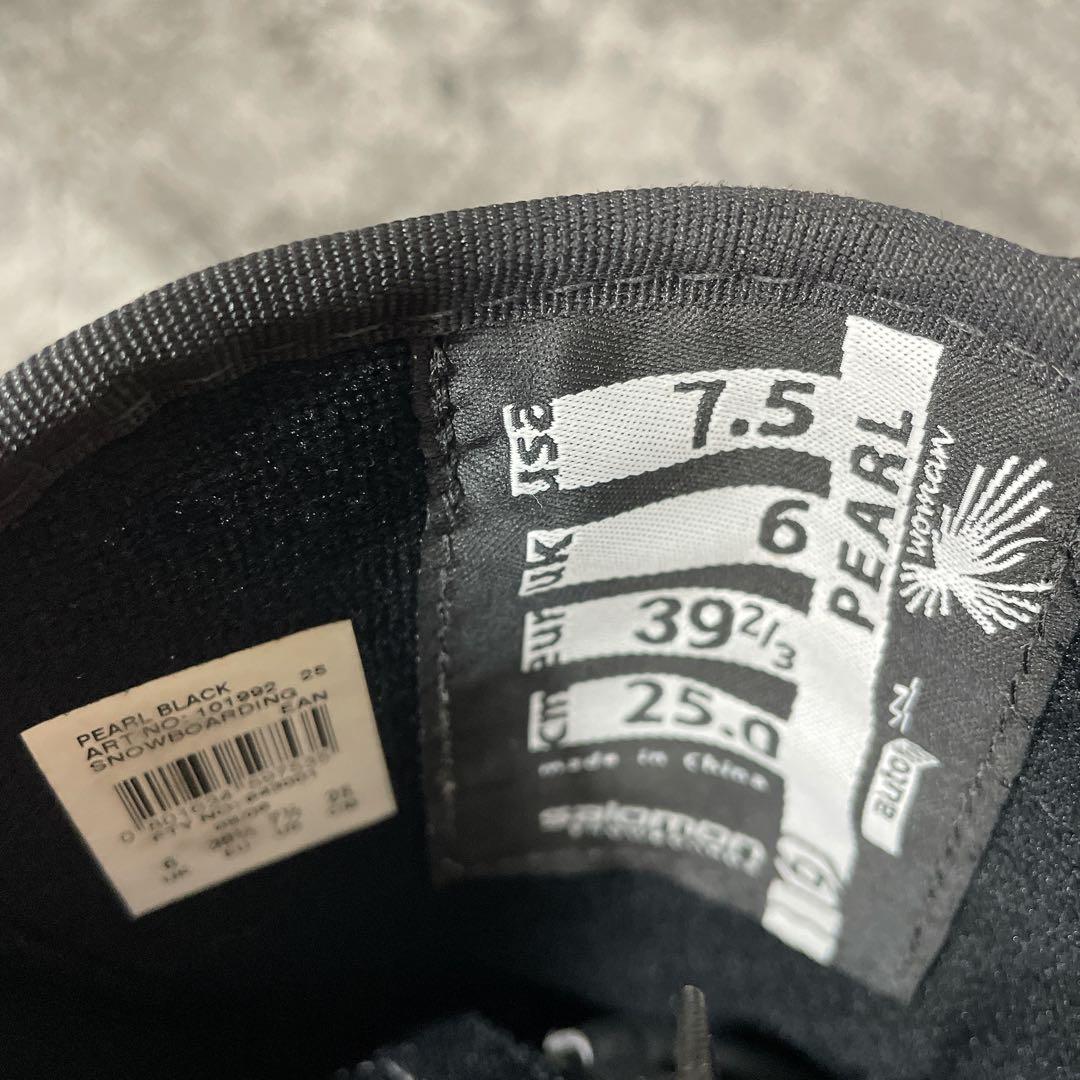 usa 7.5
uk 6
eur 39 2/3
cm 25.0
made in China
salomon
PEARL
woman
auto
PEARL BLACK
ART NO: 101992 25
SNOWBOARDING EAN
6
UK
EU